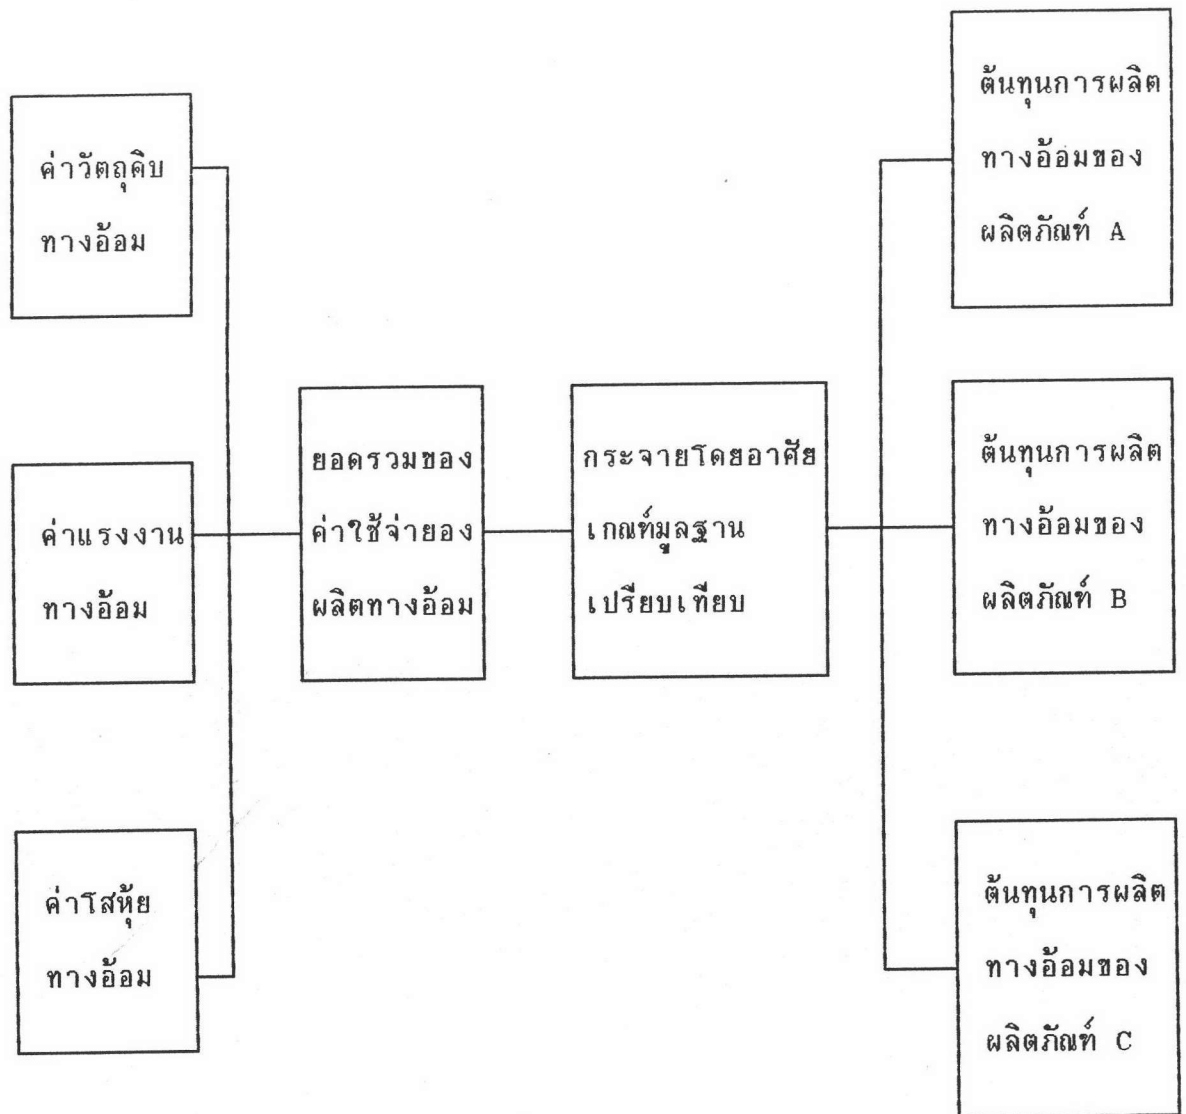 ค่าวัตถุดิบ
ทางอ้อม
ค่าแรงงาน
ทางอ้อม
ค่าโสหุ้ย
ทางอ้อม
ยอดรวมของ
ค่าใช้จ่ายอง
ผลิตทางอ้อม
กระจายโดยอาศัย
เกณฑ์มูลฐาน
เปรียบเทียบ
ต้นทุนการผลิต
ทางอ้อมของ
ผลิตภัณฑ์ A
ต้นทุนการผลิต
ทางอ้อมของ
ผลิตภัณฑ์ B
ต้นทุนการผลิต
ทางอ้อมของ
ผลิตภัณฑ์ C